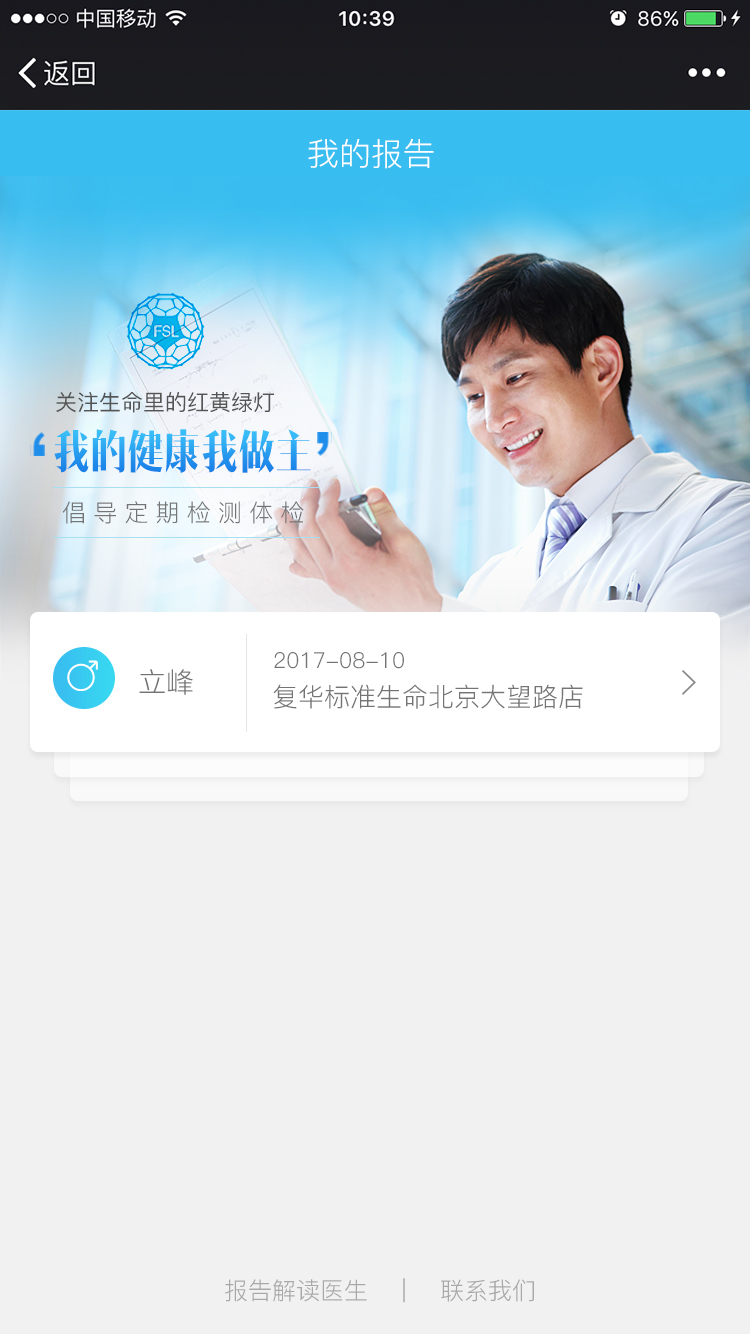 中国移动
10:39
86%
返回
我的报告
FSL
关注生命里的红黄绿灯
‘我的健康我做主’
倡导定期检测体检
立峰
2017-08-10
复华标准生命北京大望路店
报告解读医生 | 联系我们